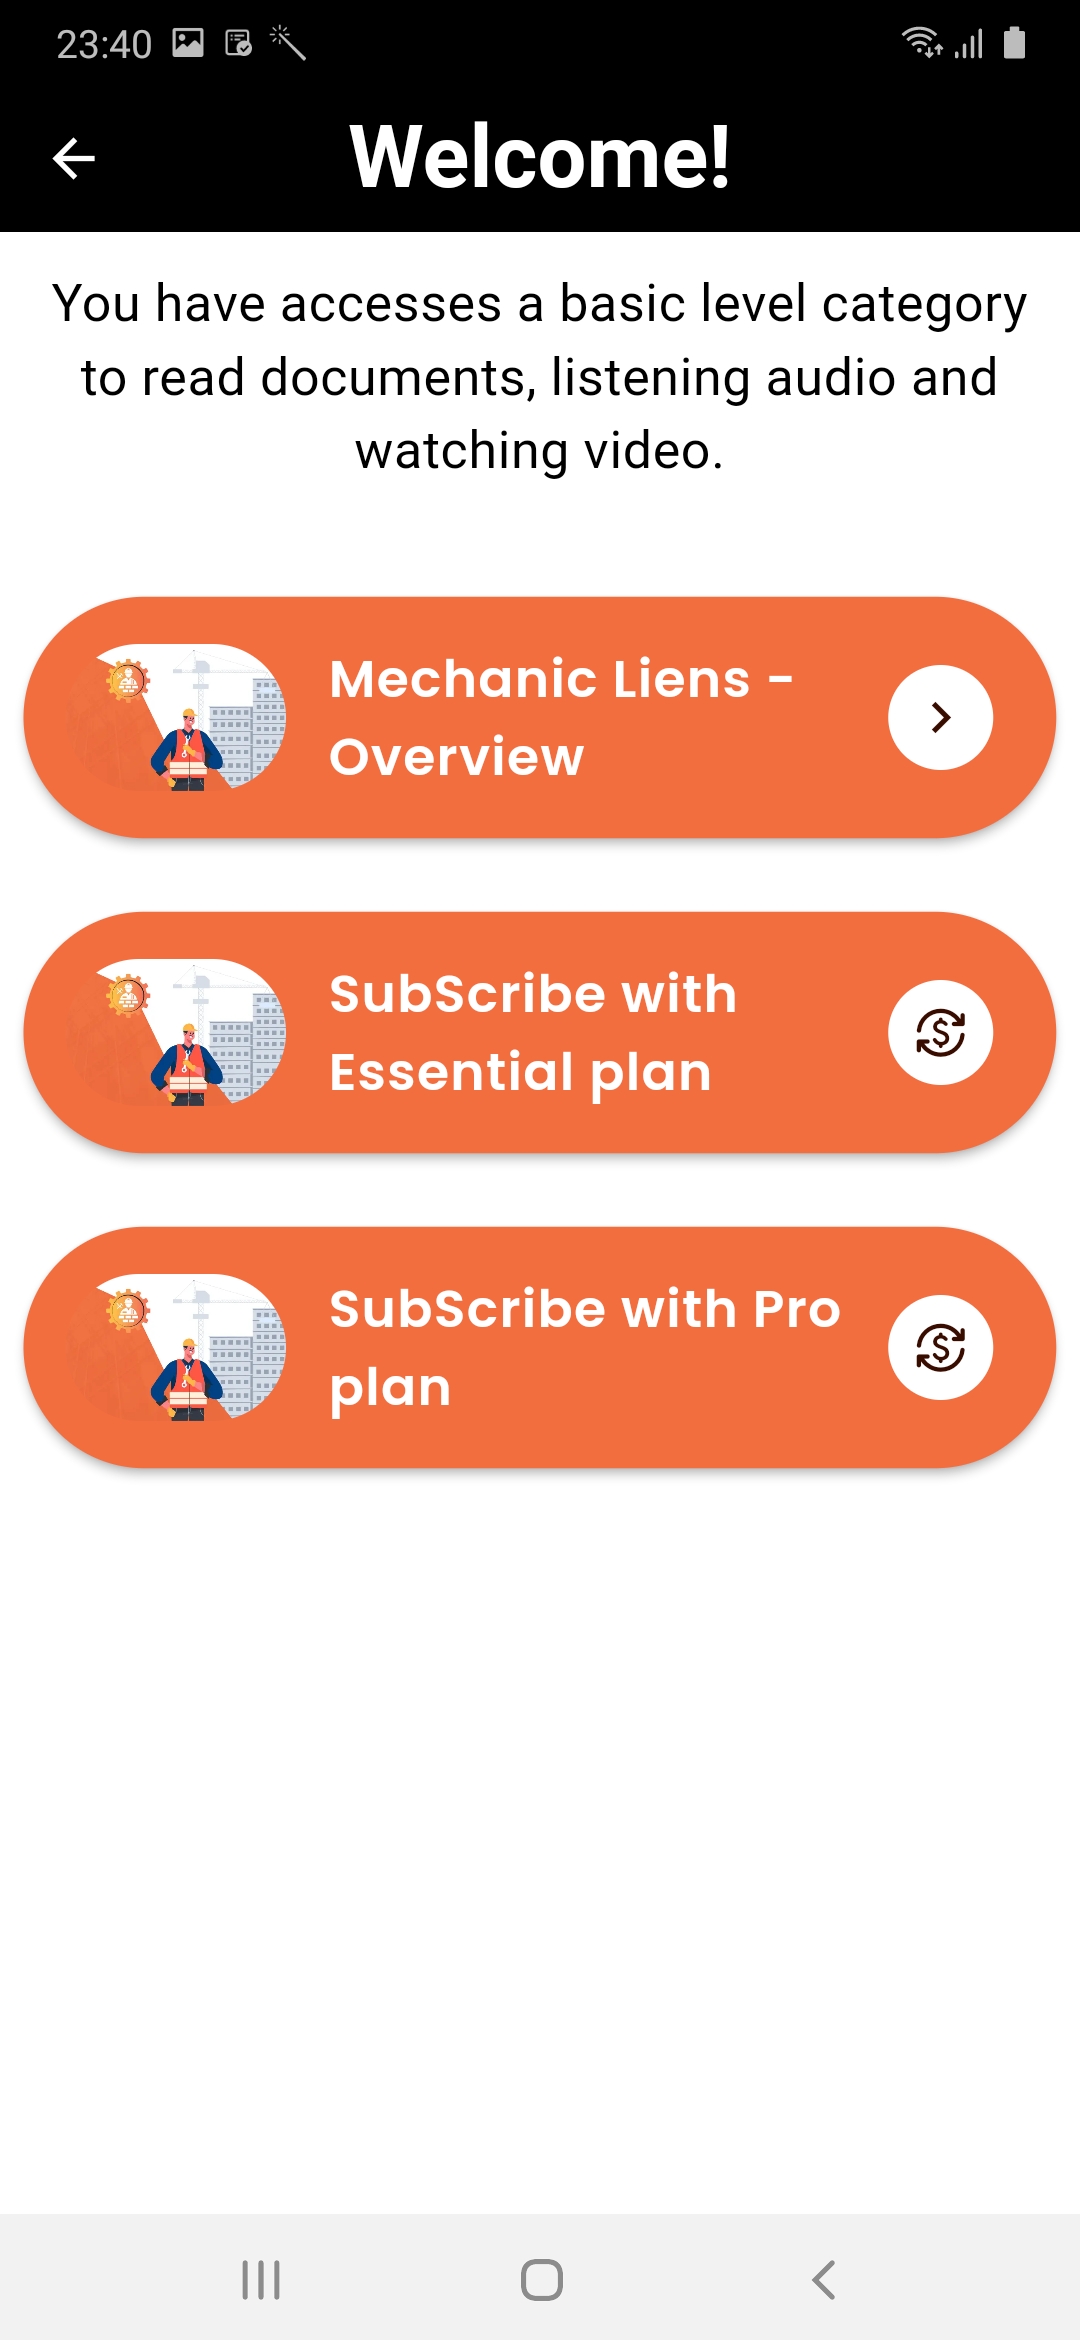 23:40
Welcome!
You have accesses a basic level category
to read documents, listening audio and
watching video.
Mechanic Liens -
Overview
SubScribe with
Essential plan
SubScribe with Pro
plan